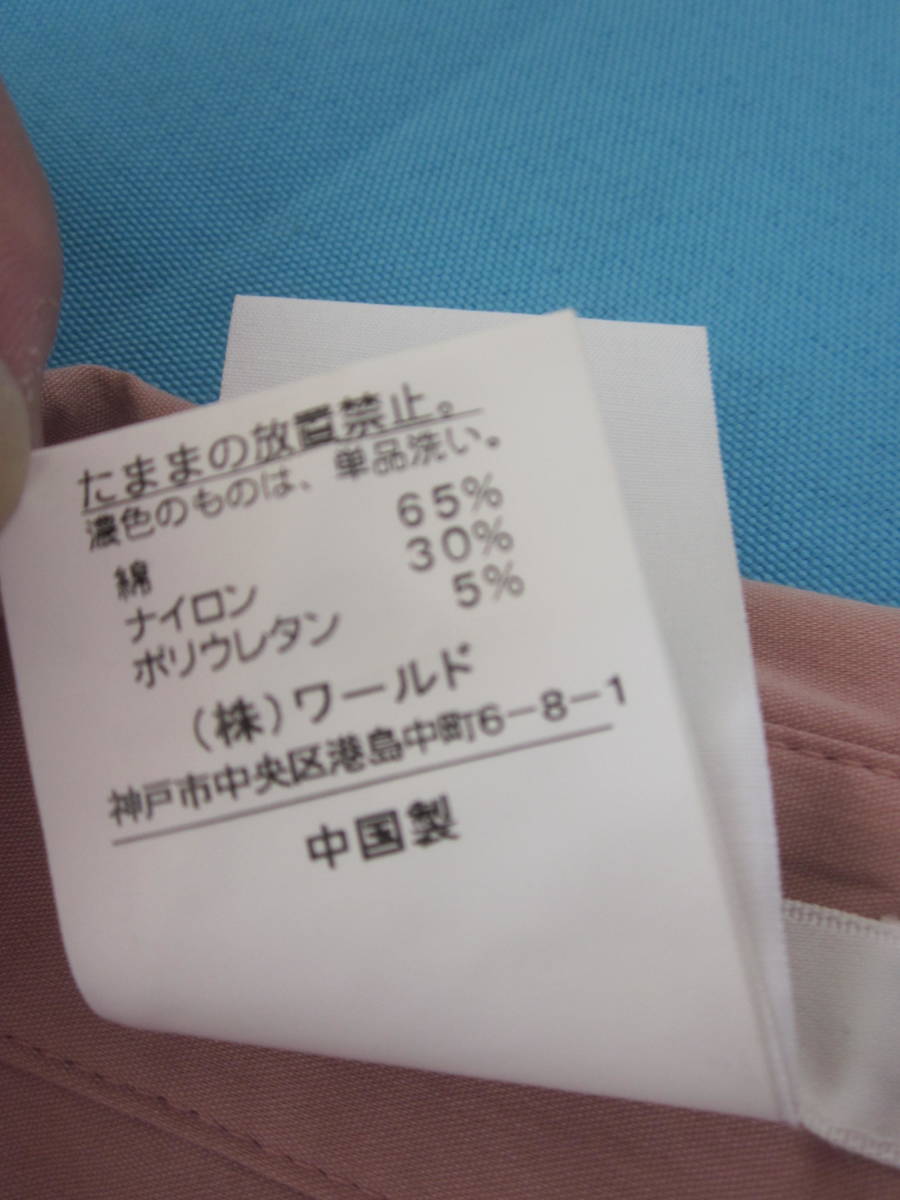 たままの放置禁止。
濃色のものは、単品洗い。
綿 65%
ナイロン 30%
ポリウレタン 5%
(株)ワールド
神戸市中央区港島中町6-8-1
中国製